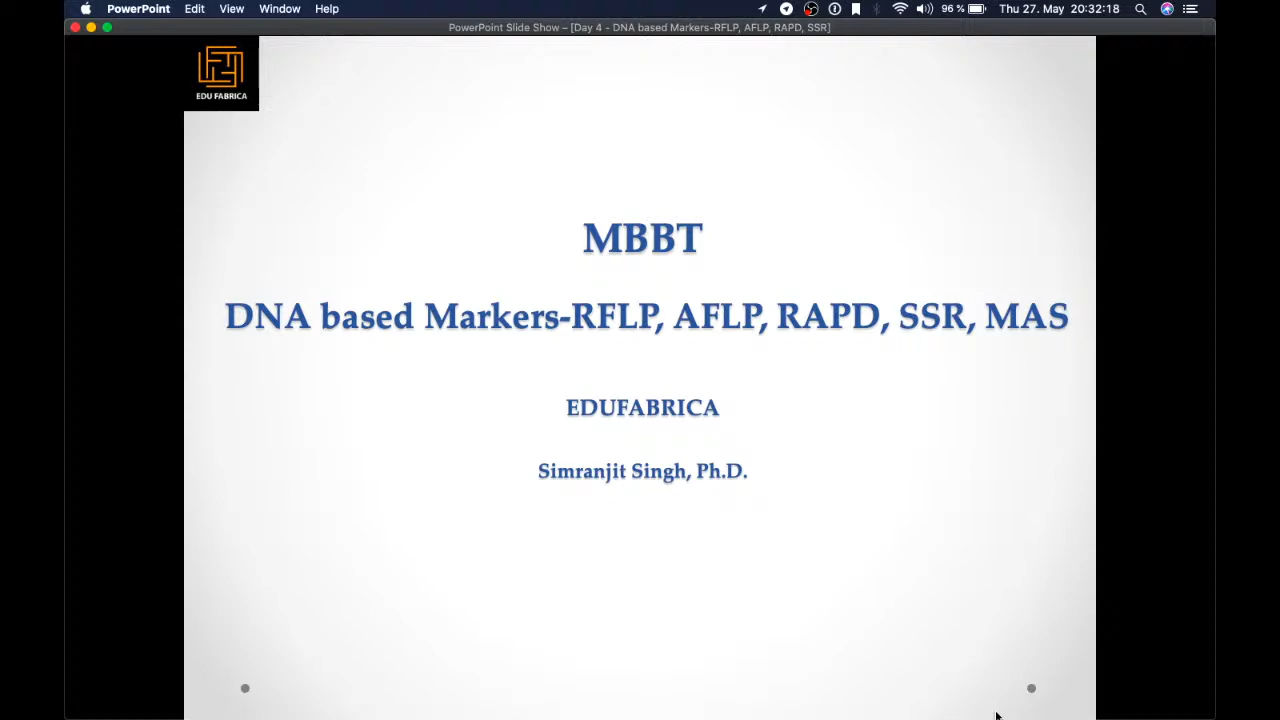 PowerPoint Edit View Window Help 96 % Thu 27. May 20:32:18
PowerPoint Slide Show – [Day 4 - DNA based Markers-RFLP, AFLP, RAPD, SSR]
EDU FABRICA
MBBT
DNA based Markers-RFLP, AFLP, RAPD, SSR, MAS
EDUFABRICA
Simranjit Singh, Ph.D.